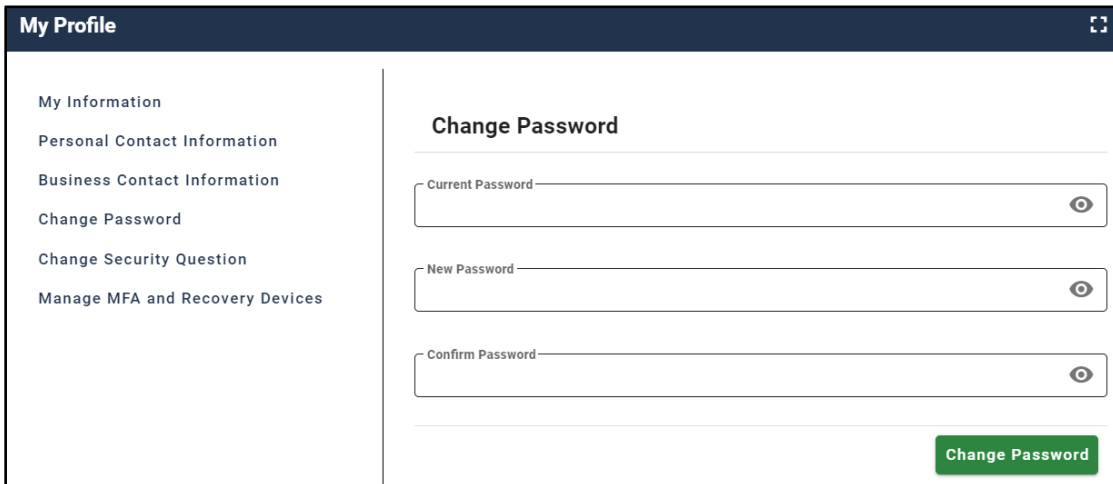 My Profile
My Information
Personal Contact Information
Business Contact Information
Change Password
Change Security Question
Manage MFA and Recovery Devices
Change Password
Current Password
New Password
Confirm Password
Change Password